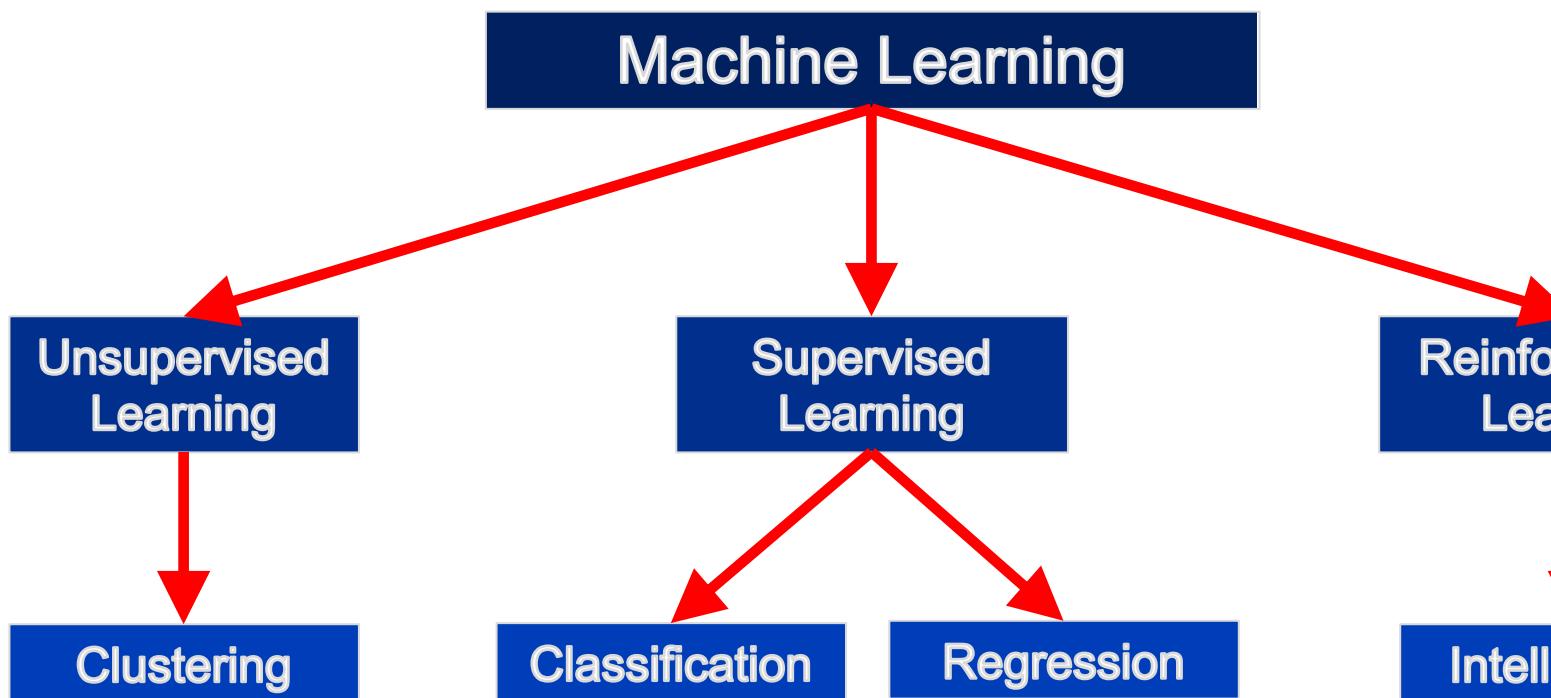 Machine Learning
Unsupervised
Learning
Supervised
Learning
Clustering
Classification
Regression